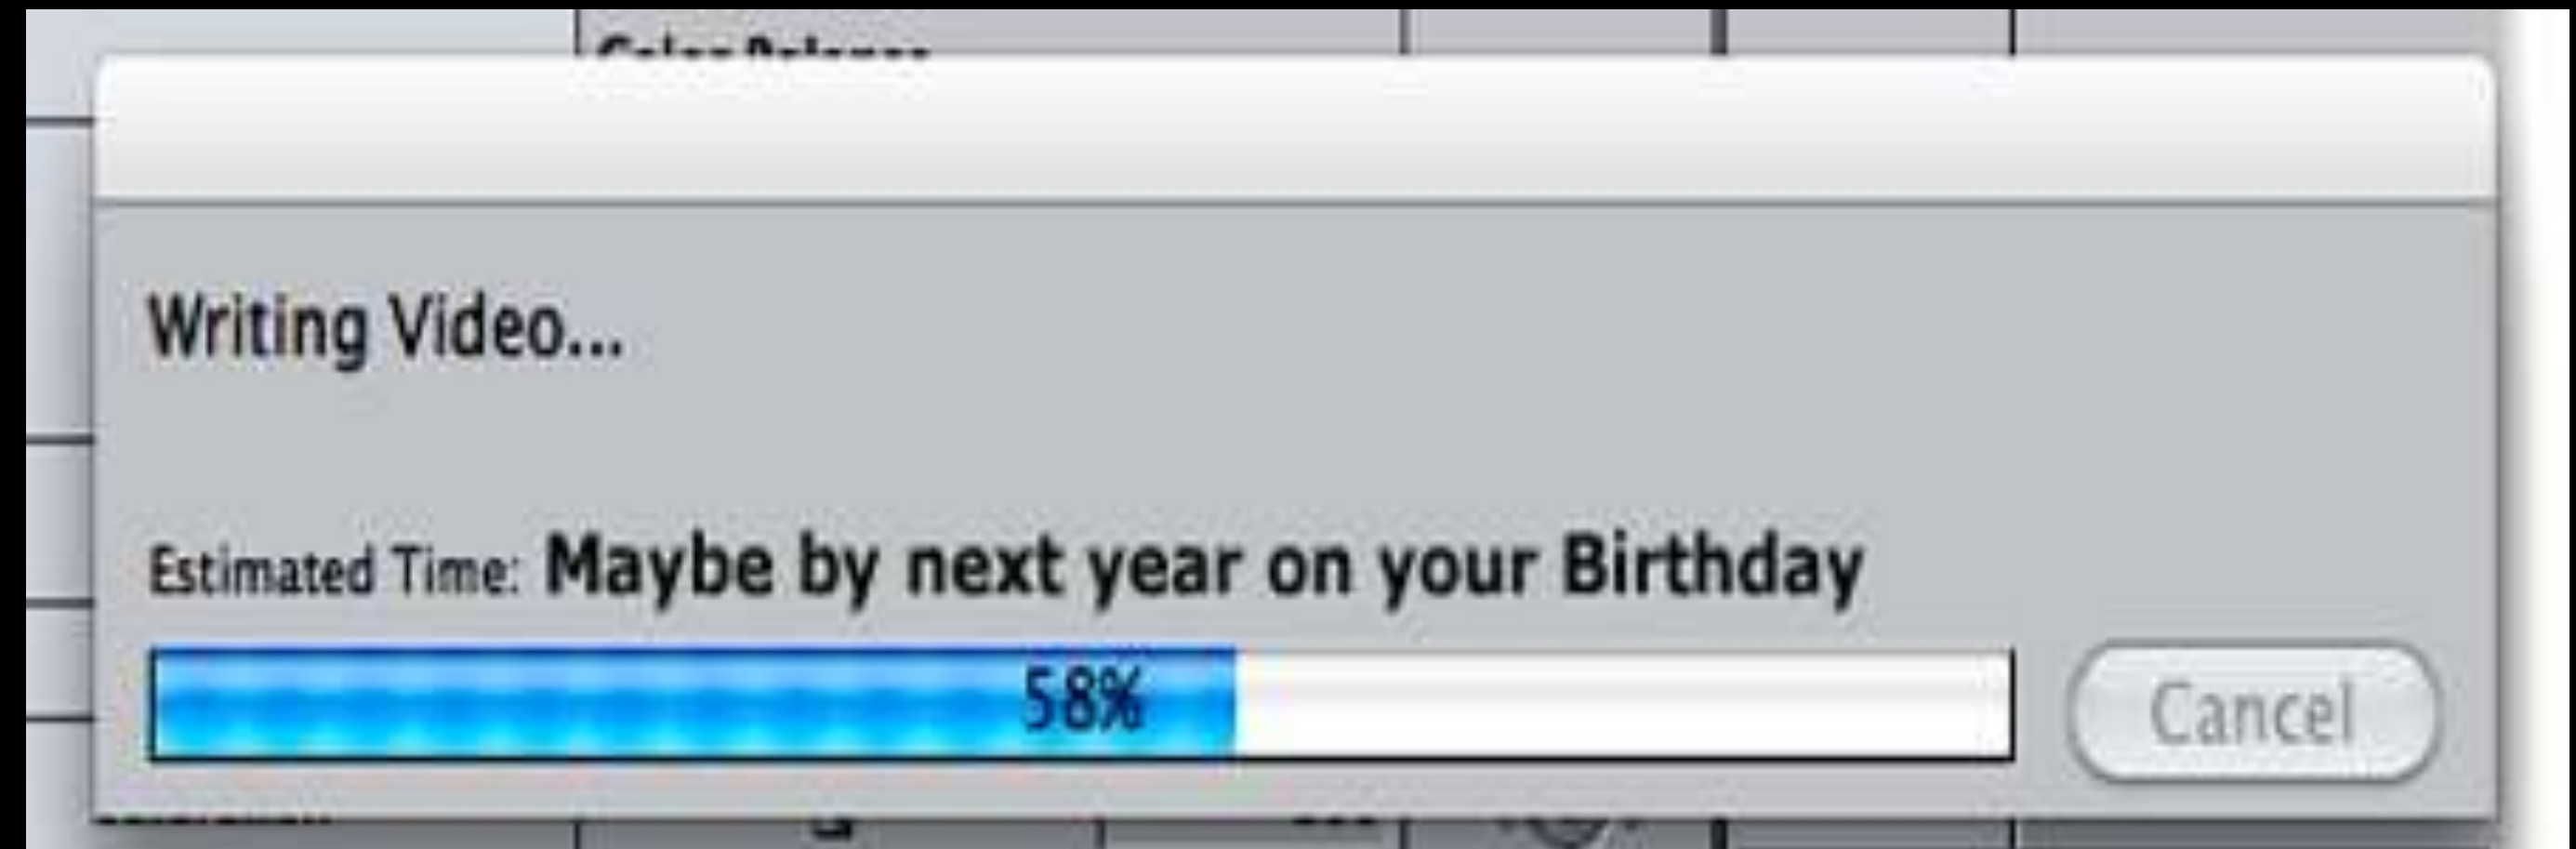 Writing Video...
Estimated Time: Maybe by next year on your Birthday
58%
Cancel